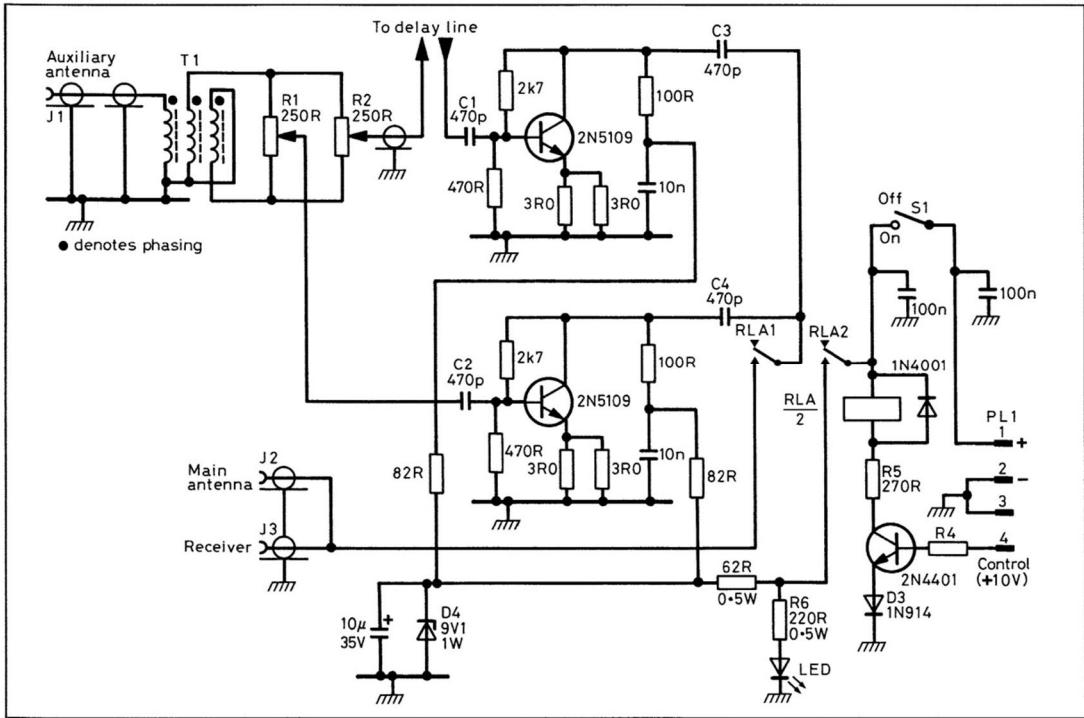 To delay line
Auxiliary
antenna
J1
T1
R1
250R
R2
250R
● denotes phasing
C1
470p
2k7
470R
2N5109
3R0
3R0
100R
10n
C3
470p
C4
470p
C2
470p
2k7
470R
2N5109
3R0
3R0
100R
10n
82R
82R
Main
antenna
J2
J3
Receiver
RLA1
RLA2
RLA
2
Off
On
S1
100n
100n
1N4001
PL1
1
+
2
−
3
4
Control
(+10V)
R5
270R
R4
2N4401
D3
1N914
62R
0·5W
R6
220R
0·5W
LED
10μ
35V
+
D4
9V1
1W